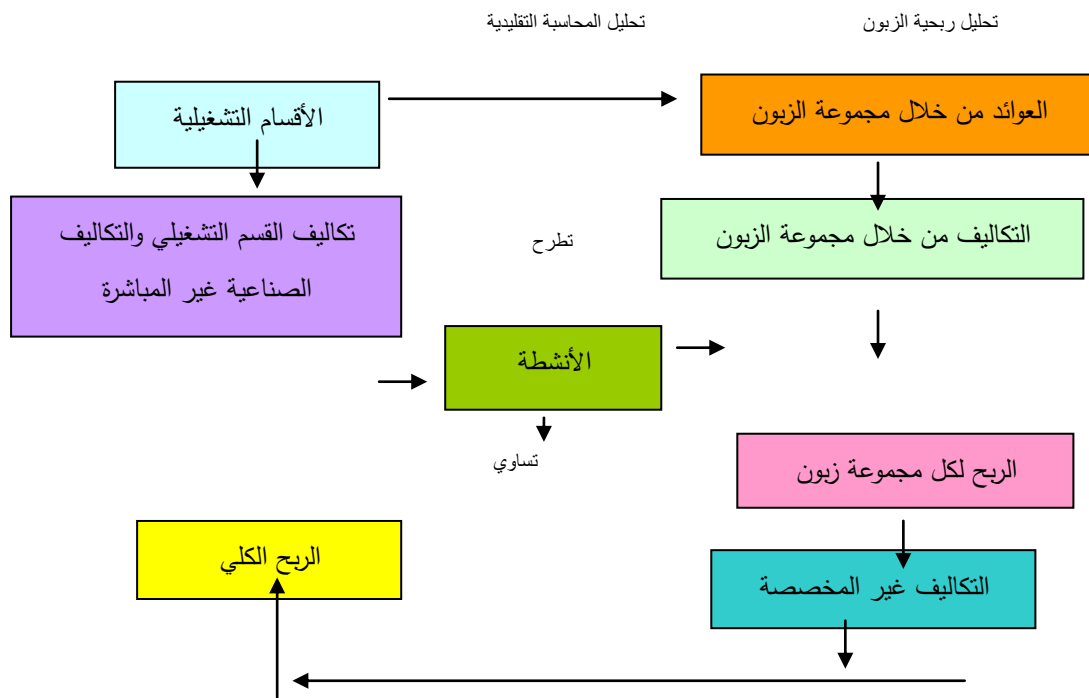 تحليل ربحية الزبون
تحليل المحاسبة التقليدية
العوائد من خلال مجموعة الزبون
الأقسام التشغيلية
التكاليف من خلال مجموعة الزبون
تطرح
تكاليف القسم التشغيلي والتكاليف
الصناعية غير المباشرة
الأنشطة
تساوي
الربح لكل مجموعة زبون
الربح الكلي
التكاليف غير المخصصة